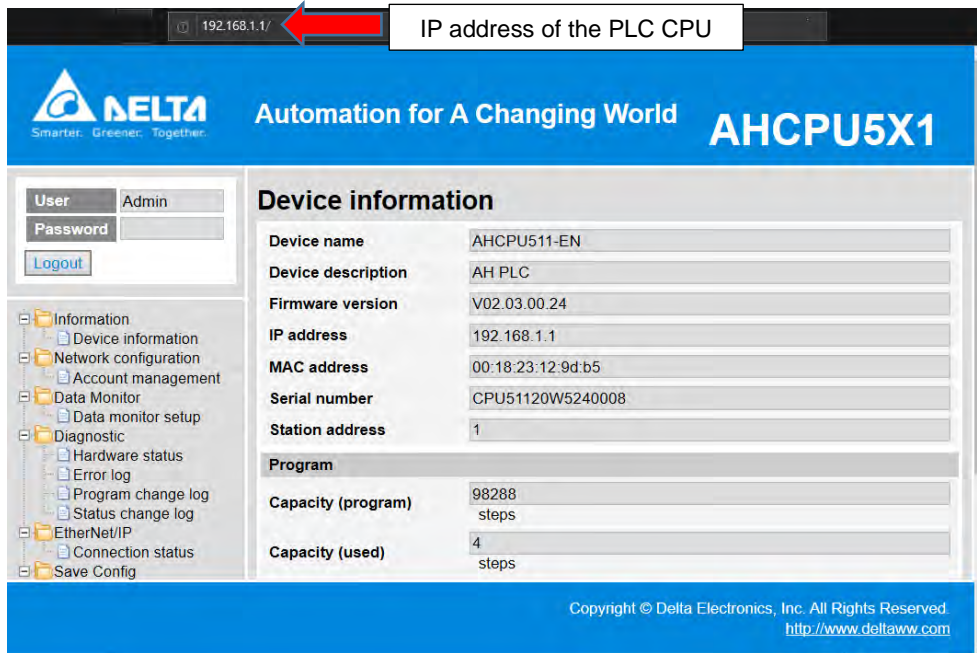 192.168.1.1/
IP address of the PLC CPU
DELTA
Smarter. Greener. Together.
Automation for A Changing World
AHCPU5X1
User Admin
Password
Logout
Information
Device information
Network configuration
Account management
Data Monitor
Data monitor setup
Diagnostic
Hardware status
Error log
Program change log
Status change log
EtherNet/IP
Connection status
Save Config
Device information
Device name AHCPU511-EN
Device description AH PLC
Firmware version V02.03.00.24
IP address 192.168.1.1
MAC address 00:18:23:12:9d:b5
Serial number CPU51120W5240008
Station address 1
Program
Capacity (program) 98288
steps
Capacity (used) 4
steps
Copyright © Delta Electronics, Inc. All Rights Reserved.
http://www.deltaww.com